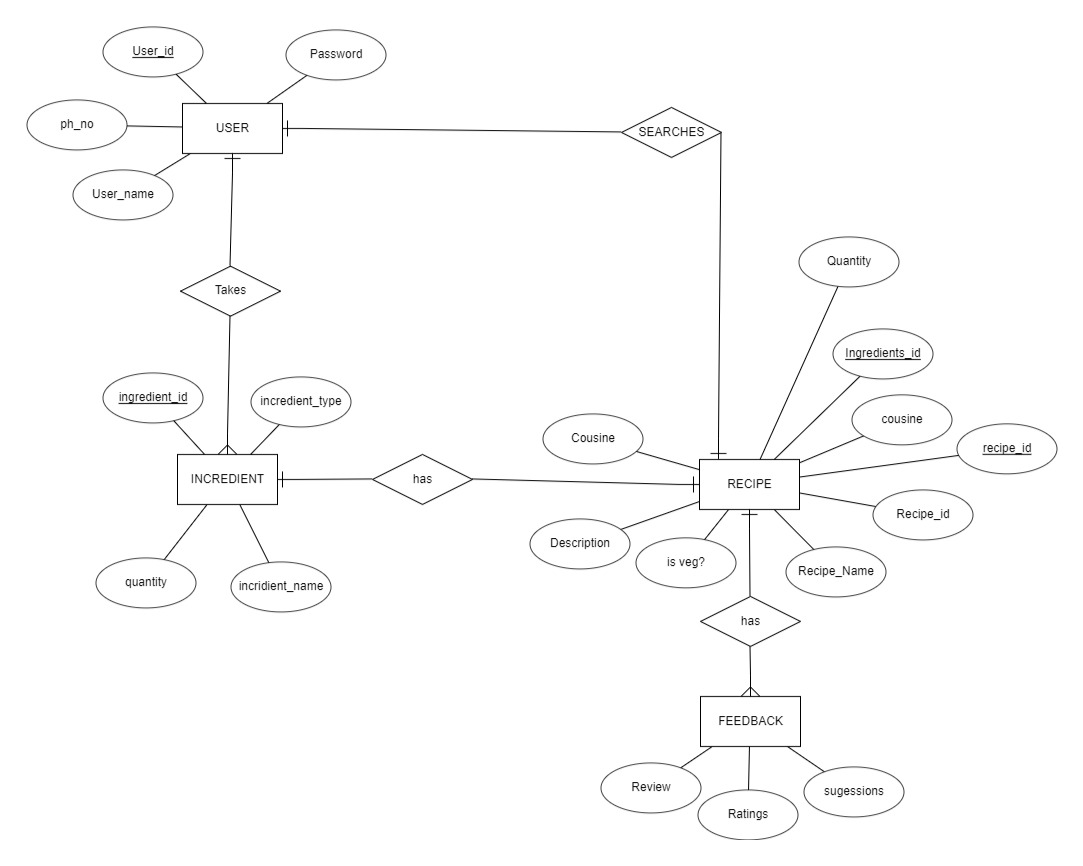 User_id
Password
ph_no
USER
SEARCHES
User_name
Quantity
Takes
Ingredients_id
ingredient_id
incredient_type
cousine
Cousine
recipe_id
INCREDIENT
has
RECIPE
Recipe_id
Description
is veg?
Recipe_Name
quantity
incridient_name
has
FEEDBACK
Review
Ratings
sugessions